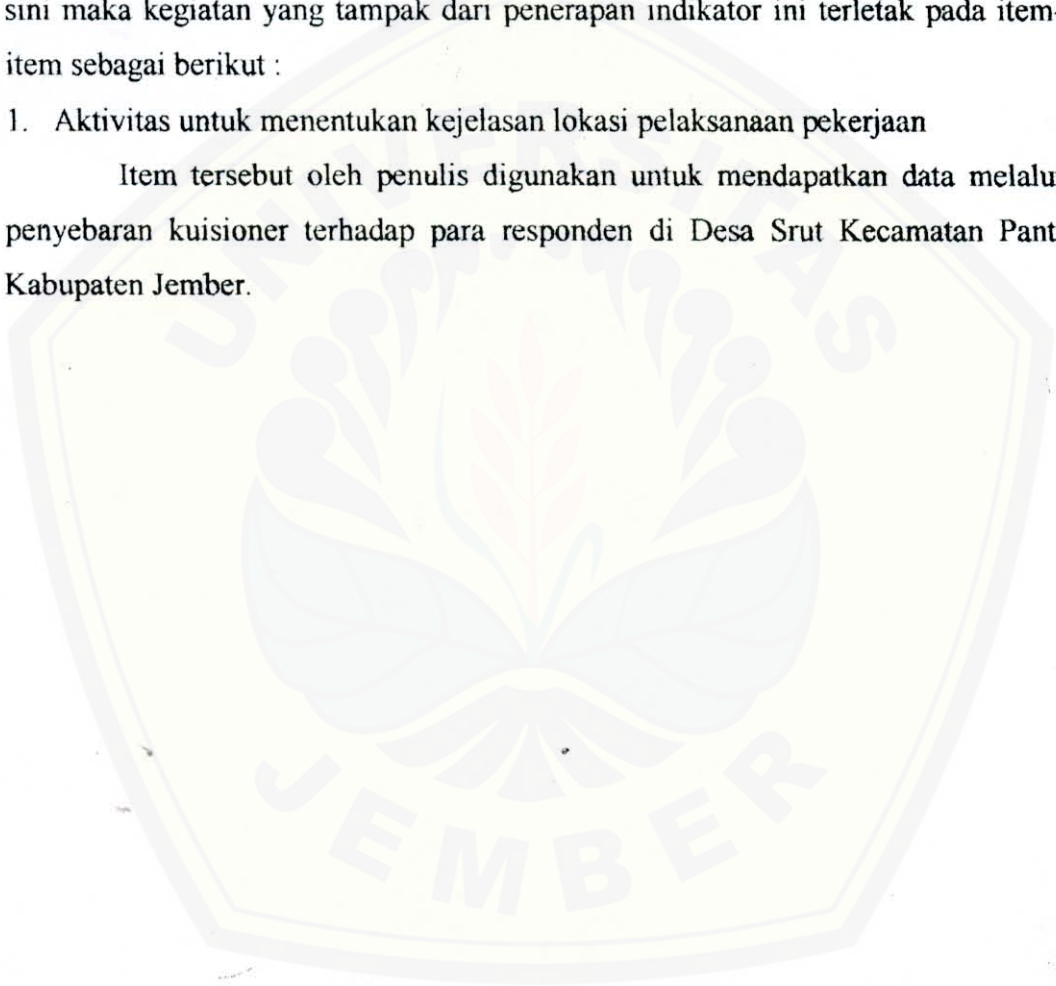 sini maka kegiatan yang tampak dari penerapan indikator ini terletak pada item-
item sebagai berikut :
1. Aktivitas untuk menentukan kejelasan lokasi pelaksanaan pekerjaan
Item tersebut oleh penulis digunakan untuk mendapatkan data melalu
penyebaran kuisioner terhadap para responden di Desa Srut Kecamatan Pant
Kabupaten Jember.
UNIVERSITAS
JEMBER